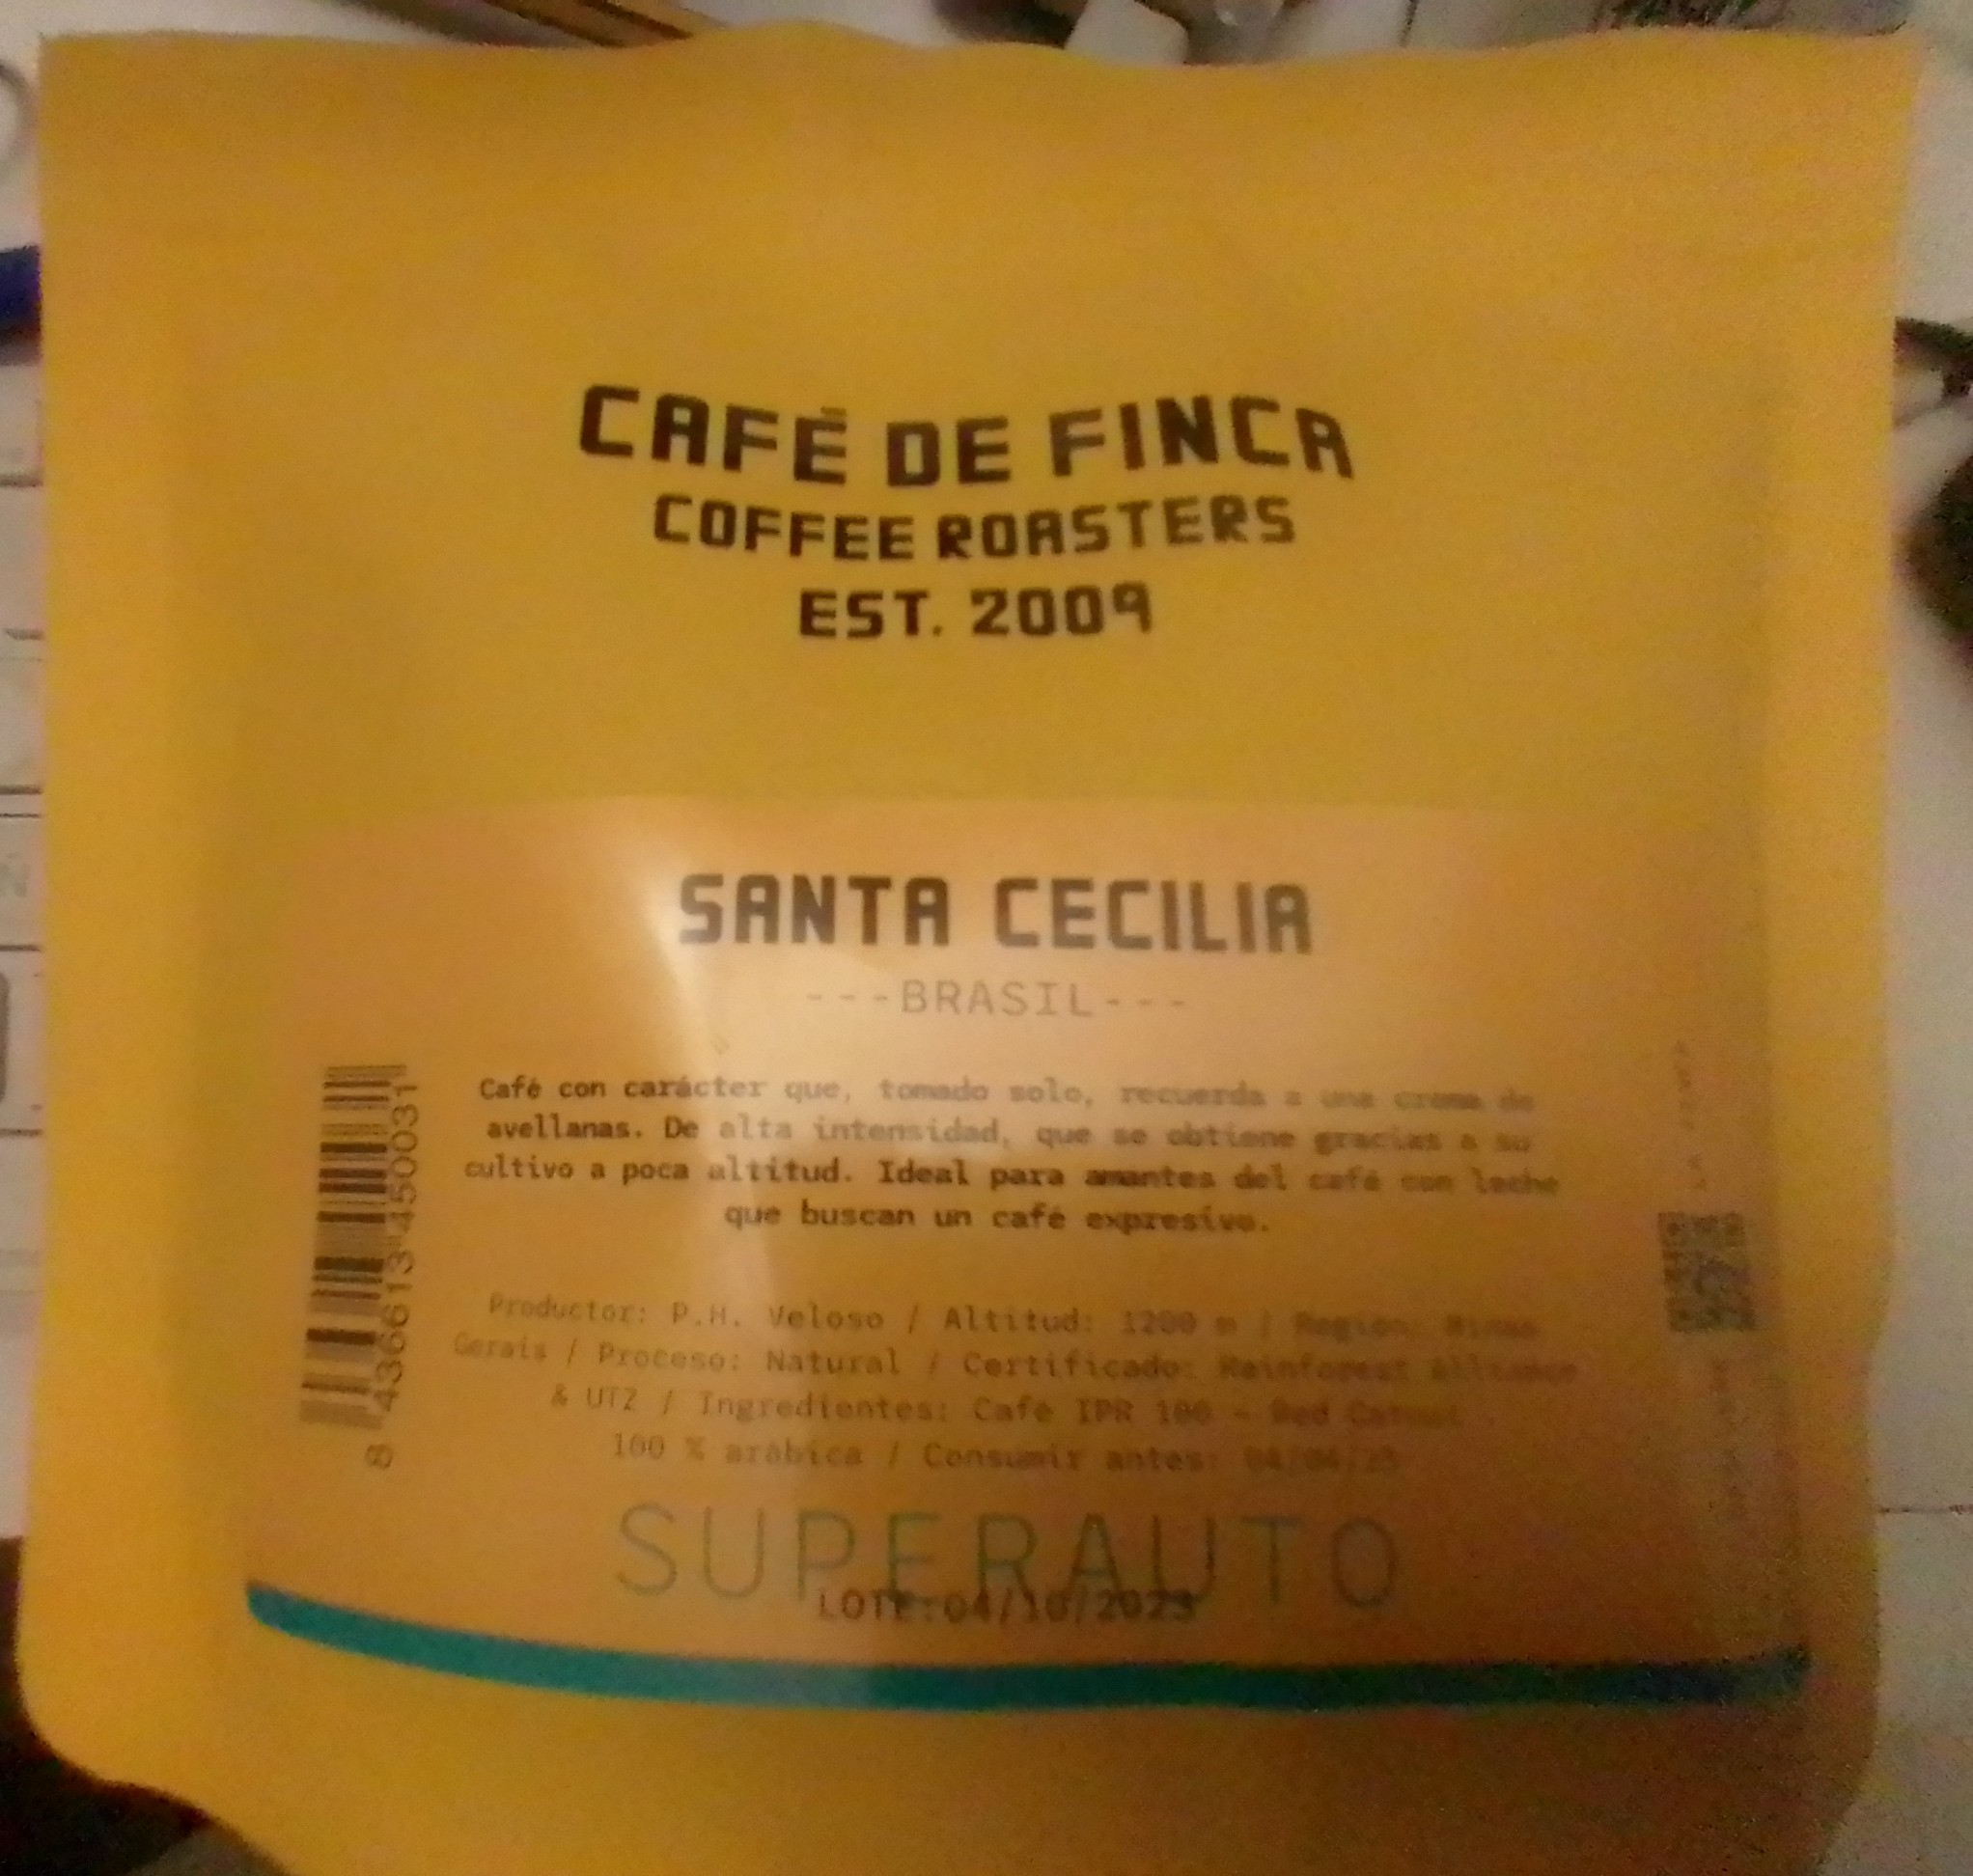 CAFÉ DE FINCA
COFFEE ROASTERS
EST. 2009
SANTA CECILIA
---BRASIL---
Café con carácter que, tomado solo, recuerda a una crema de
avellanas. De alta intensidad, que se obtiene gracias a su
cultivo a poca altitud. Ideal para amantes del café con leche
que buscan un café expresivo.
Productor: P.H. Veloso / Altitud: 1200 m / Region: Minas
Gerais / Proceso: Natural / Certificado: Rainforest Alliance
& UTZ / Ingredientes: Café IPR 100 - Red
100 % arábica / Consumir antes:
SUPERAUTO
LOTE:04/10/2023
8 436613 450031